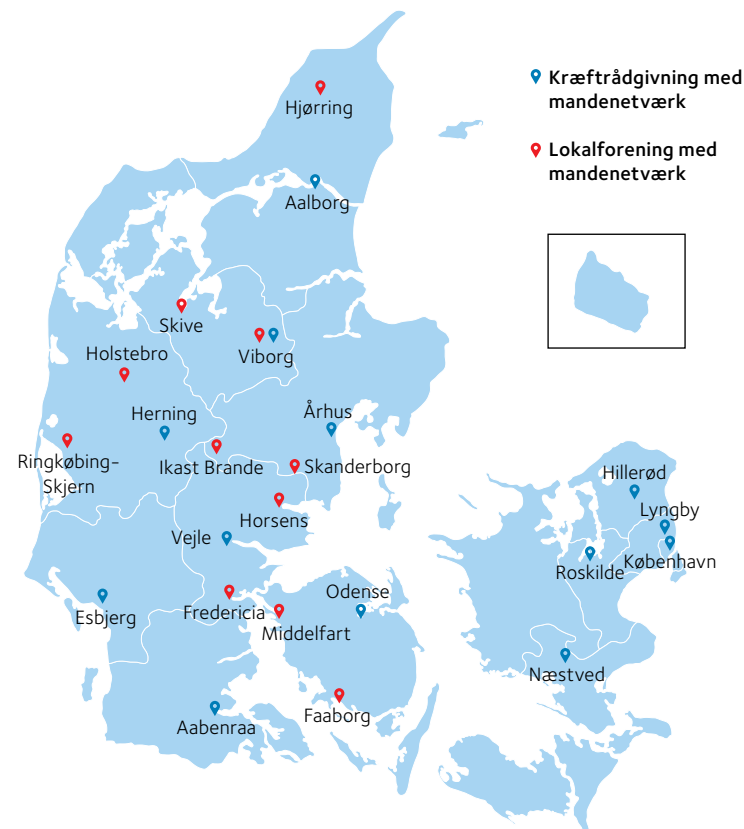 Kræftrådgivning med
mandenetværk
Lokalforening med
mandenetværk
Hjørring
Aalborg
Skive
Viborg
Holstebro
Herning
Århus
Ringkøbing-
Skjern
Ikast Brande
Skanderborg
Horsens
Vejle
Hillerød
Lyngby
København
Roskilde
Esbjerg
Fredericia
Odense
Middelfart
Næstved
Faaborg
Aabenraa